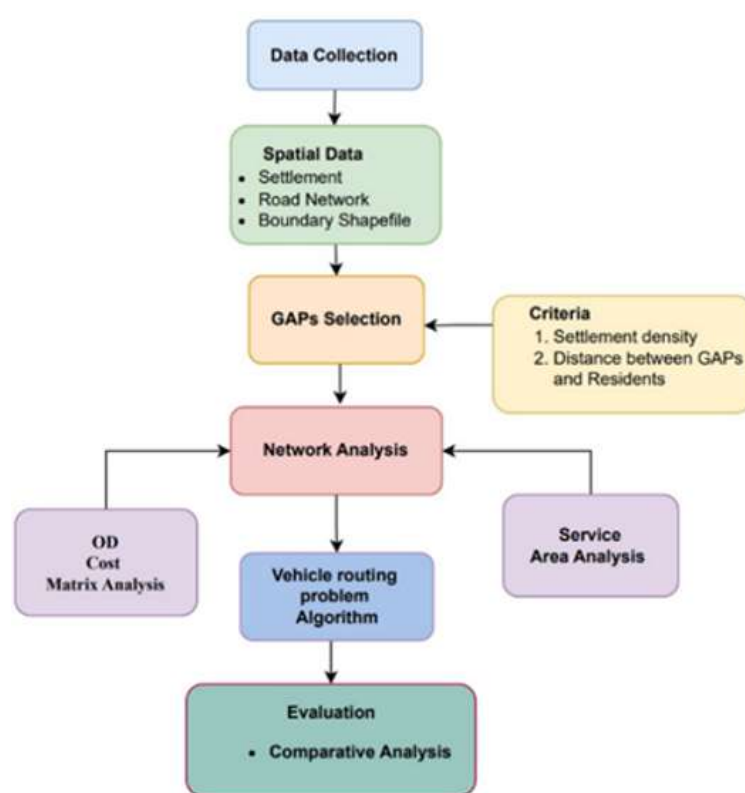 Data Collection
Spatial Data
• Settlement
• Road Network
• Boundary Shapefile
GAPs Selection
Criteria
1. Settlement density
2. Distance between GAPs
and Residents
Network Analysis
OD
Cost
Matrix Analysis
Service
Area Analysis
Vehicle routing
problem
Algorithm
Evaluation
• Comparative Analysis